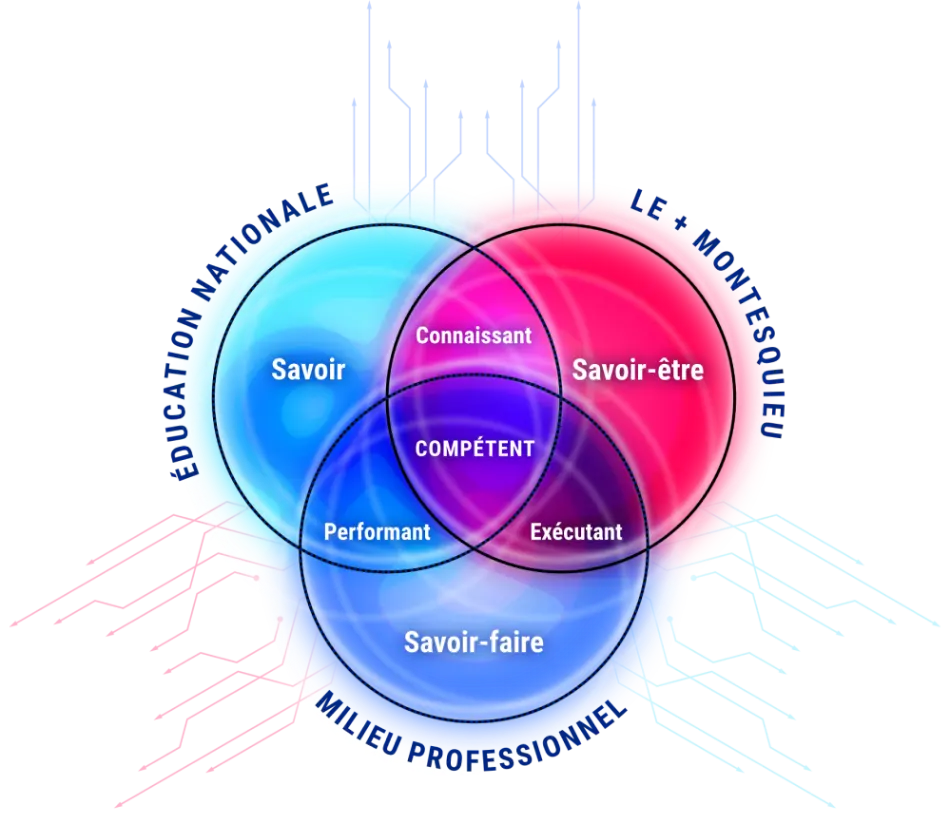 ÉDUCATION NATIONALE
LE + MONTESQUIEU
Connaissant
Savoir
Savoir-être
COMPÉTENT
Performant
Exécutant
Savoir-faire
MILIEU PROFESSIONNEL